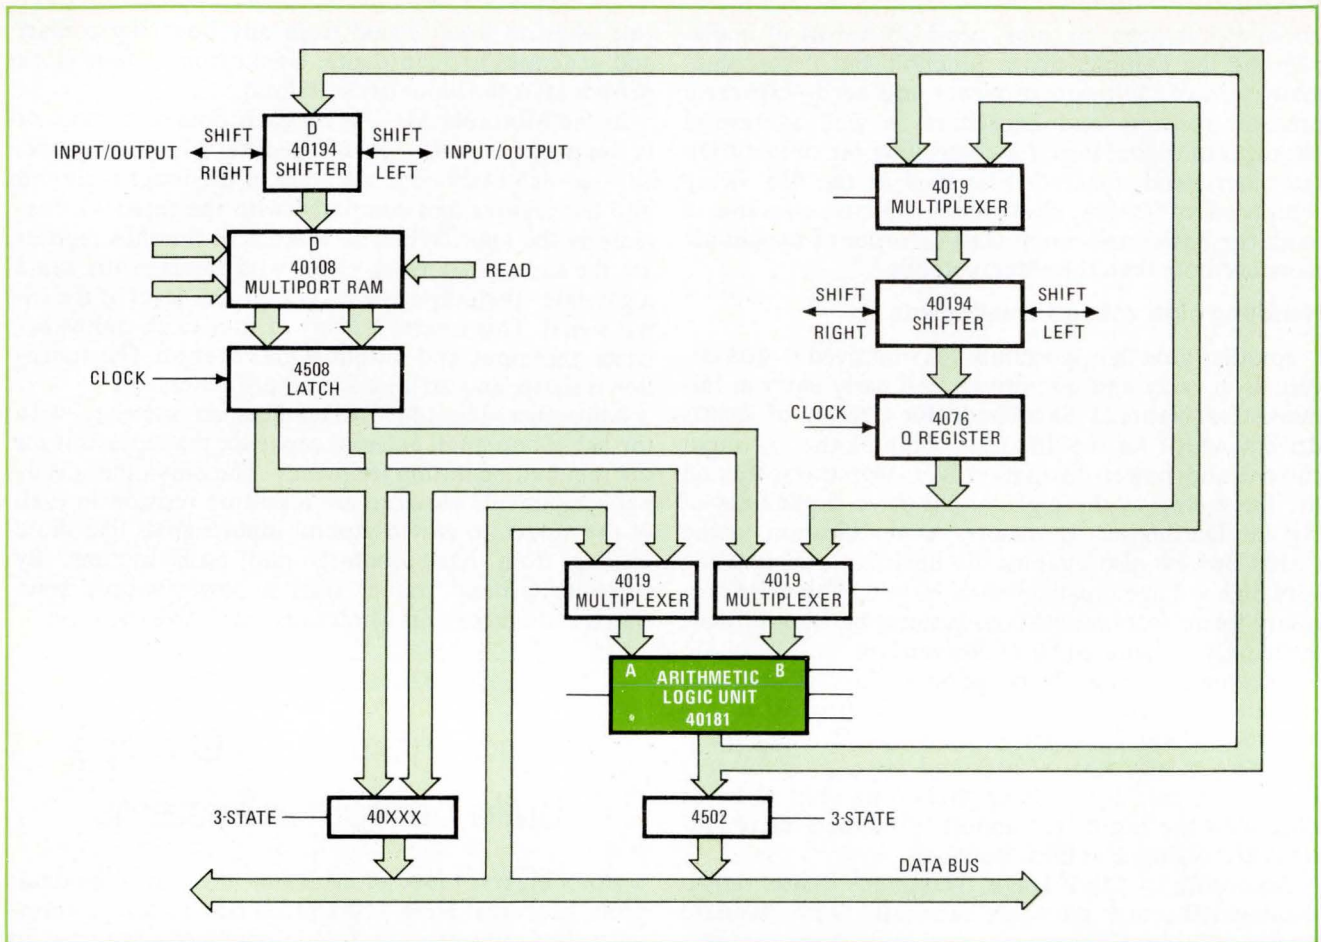 D
40194
SHIFTER
SHIFT
RIGHT
INPUT/OUTPUT
SHIFT
LEFT
INPUT/OUTPUT
D
40108
MULTIPORT RAM
READ
CLOCK
4508
LATCH
4019
MULTIPLEXER
SHIFT
RIGHT
40194
SHIFTER
SHIFT
LEFT
CLOCK
4076
Q REGISTER
4019
MULTIPLEXER
4019
MULTIPLEXER
A
B
ARITHMETIC
LOGIC UNIT
40181
3-STATE
40XXX
4502
3-STATE
DATA BUS